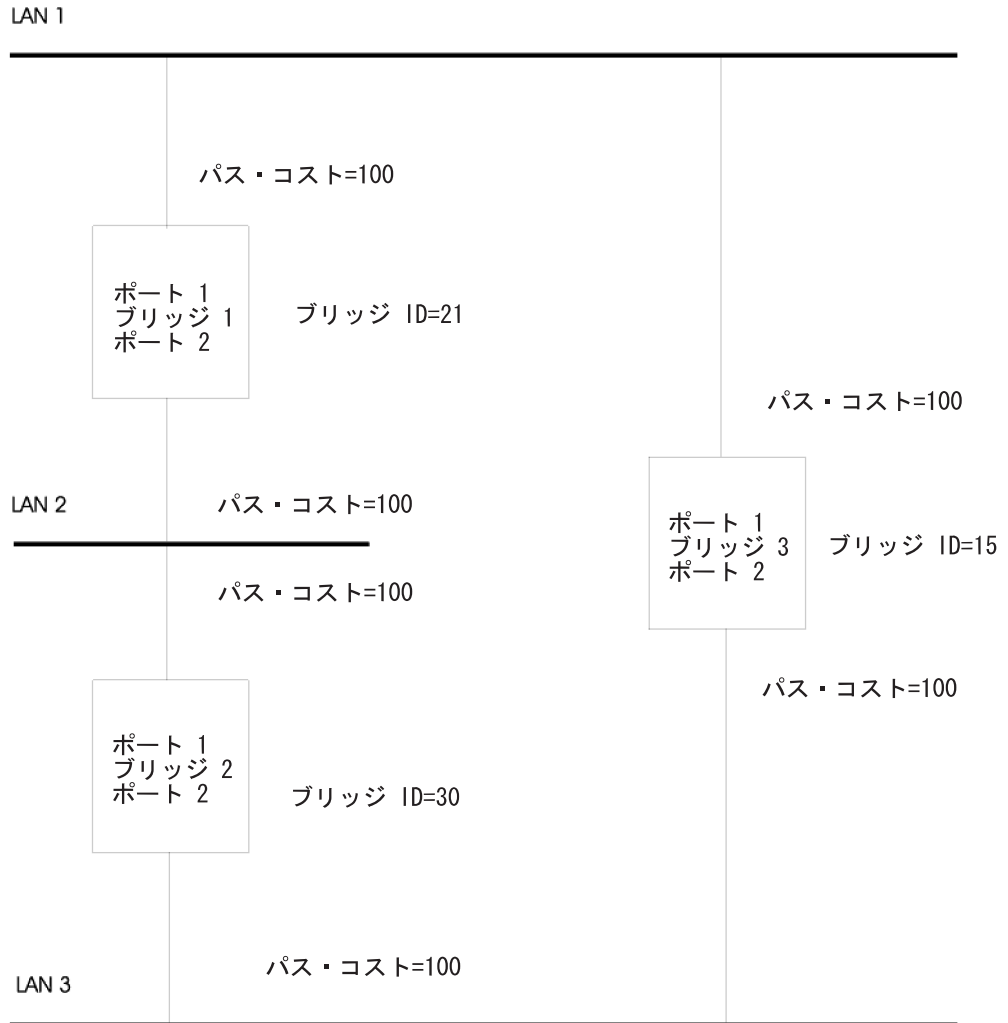 LAN 1
パス・コスト=100
ポート 1
ブリッジ 1
ポート 2
ブリッジ ID=21
パス・コスト=100
LAN 2
パス・コスト=100
ポート 1
ブリッジ 3
ポート 2
ブリッジ ID=15
パス・コスト=100
パス・コスト=100
ポート 1
ブリッジ 2
ポート 2
ブリッジ ID=30
パス・コスト=100
LAN 3